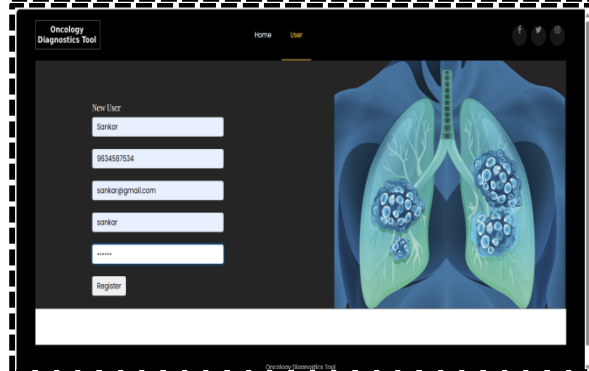 Oncology
Diagnostics Tool
Home
User
New User
Sankar
9634587534
sankar@gmail.com
sankar
••••••
Register
Oncology Diagnostics Tool